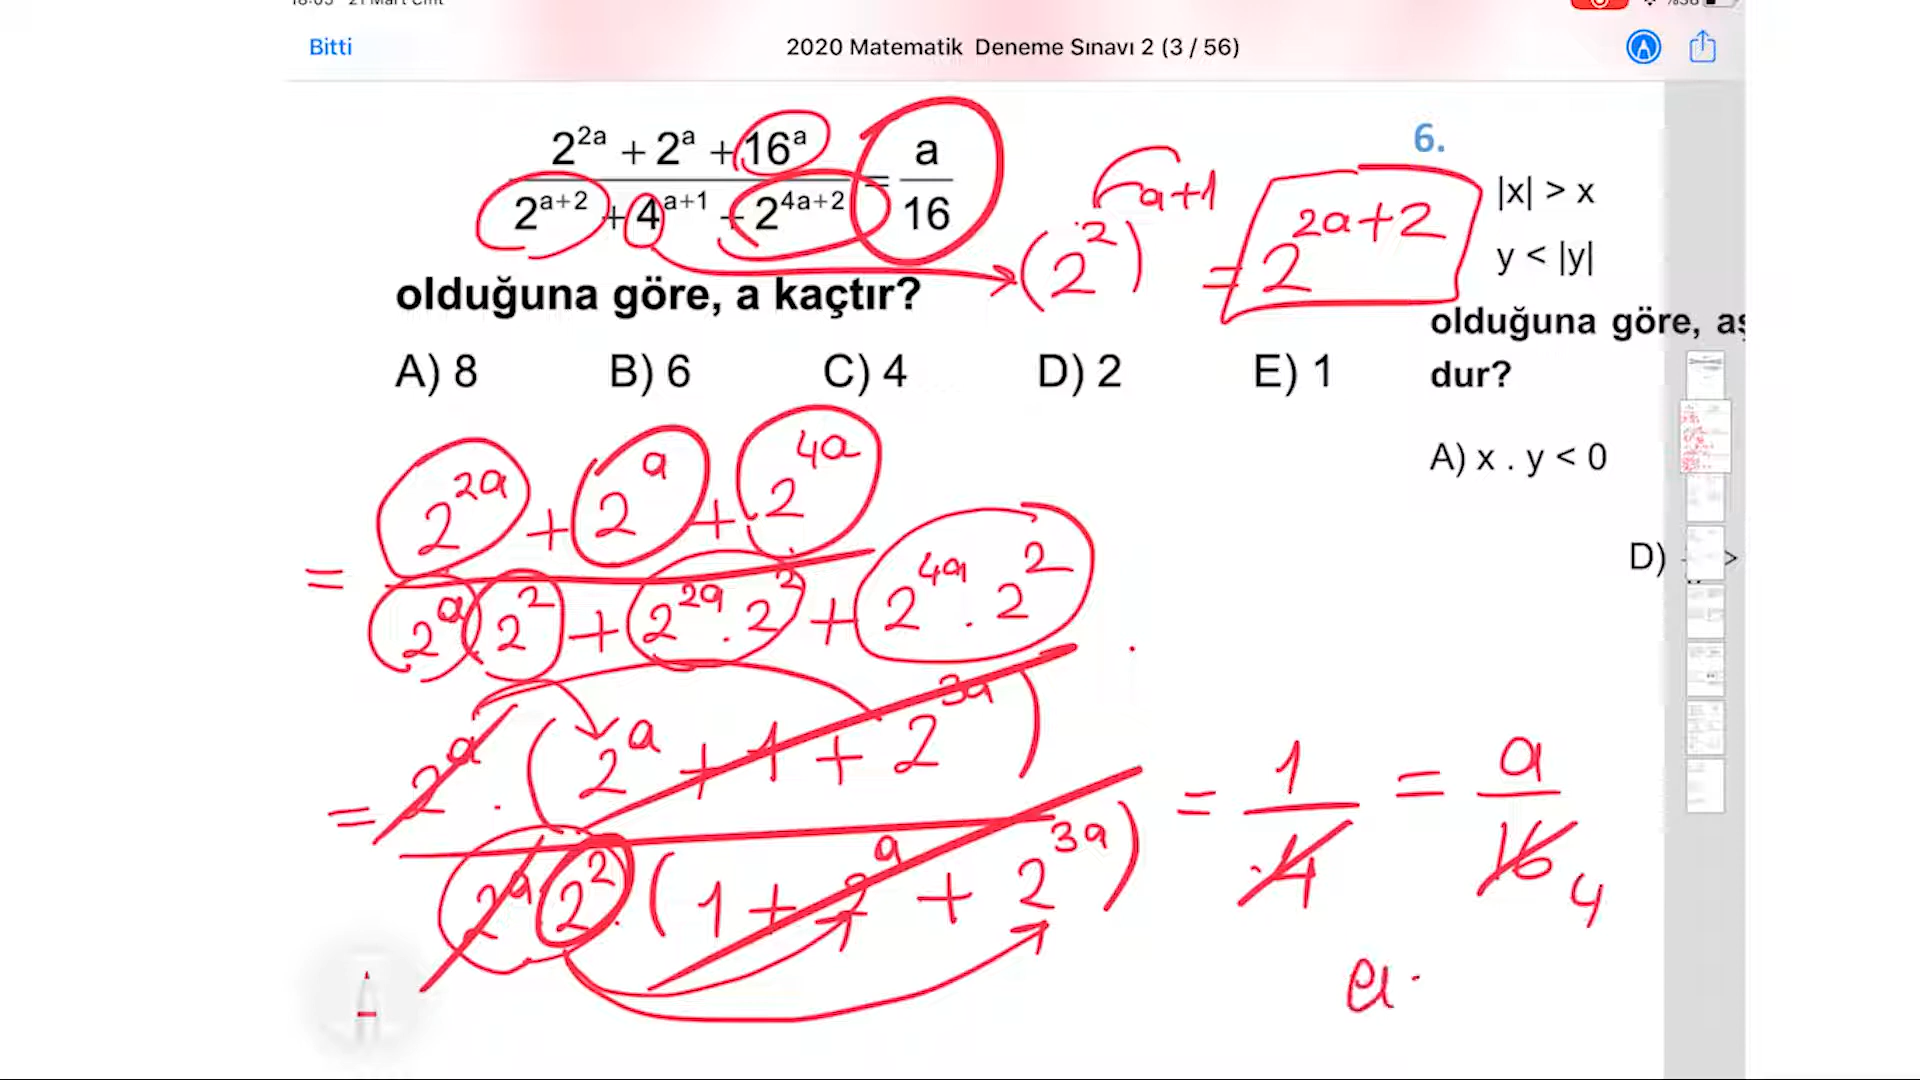 Bitti
2020 Matematik Deneme Sınavı 2 (3 / 56)
2^{2a} + 2^a + 16^a
2^{a+2} + 4^{a+1} + 2^{4a+2}
= a/16
(2^2)^{a+1} = 2^{2a+2}
olduğuna göre, a kaçtır?
A) 8 B) 6 C) 4 D) 2 E) 1
= 2^{2a} + 2^a + 2^{4a}
2^a . 2^2 + 2^{2a} . 2^2 + 2^{4a} . 2^2
= 2^a . (2^a + 1 + 2^{3a})
2^a 2^2 . (1 + 2^a + 2^{3a})
= 1/4 = a/16
4
a
6.
|x| > x
y < |y|
olduğuna göre,
dur?
A) x . y < 0
D)